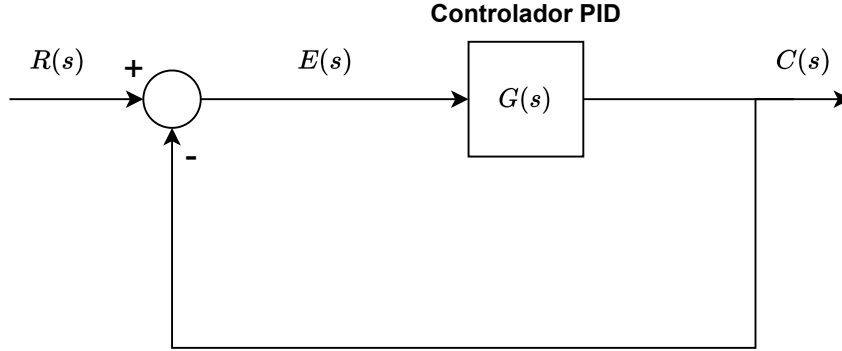 Controlador PID
R(s)
+
E(s)
G(s)
C(s)
-